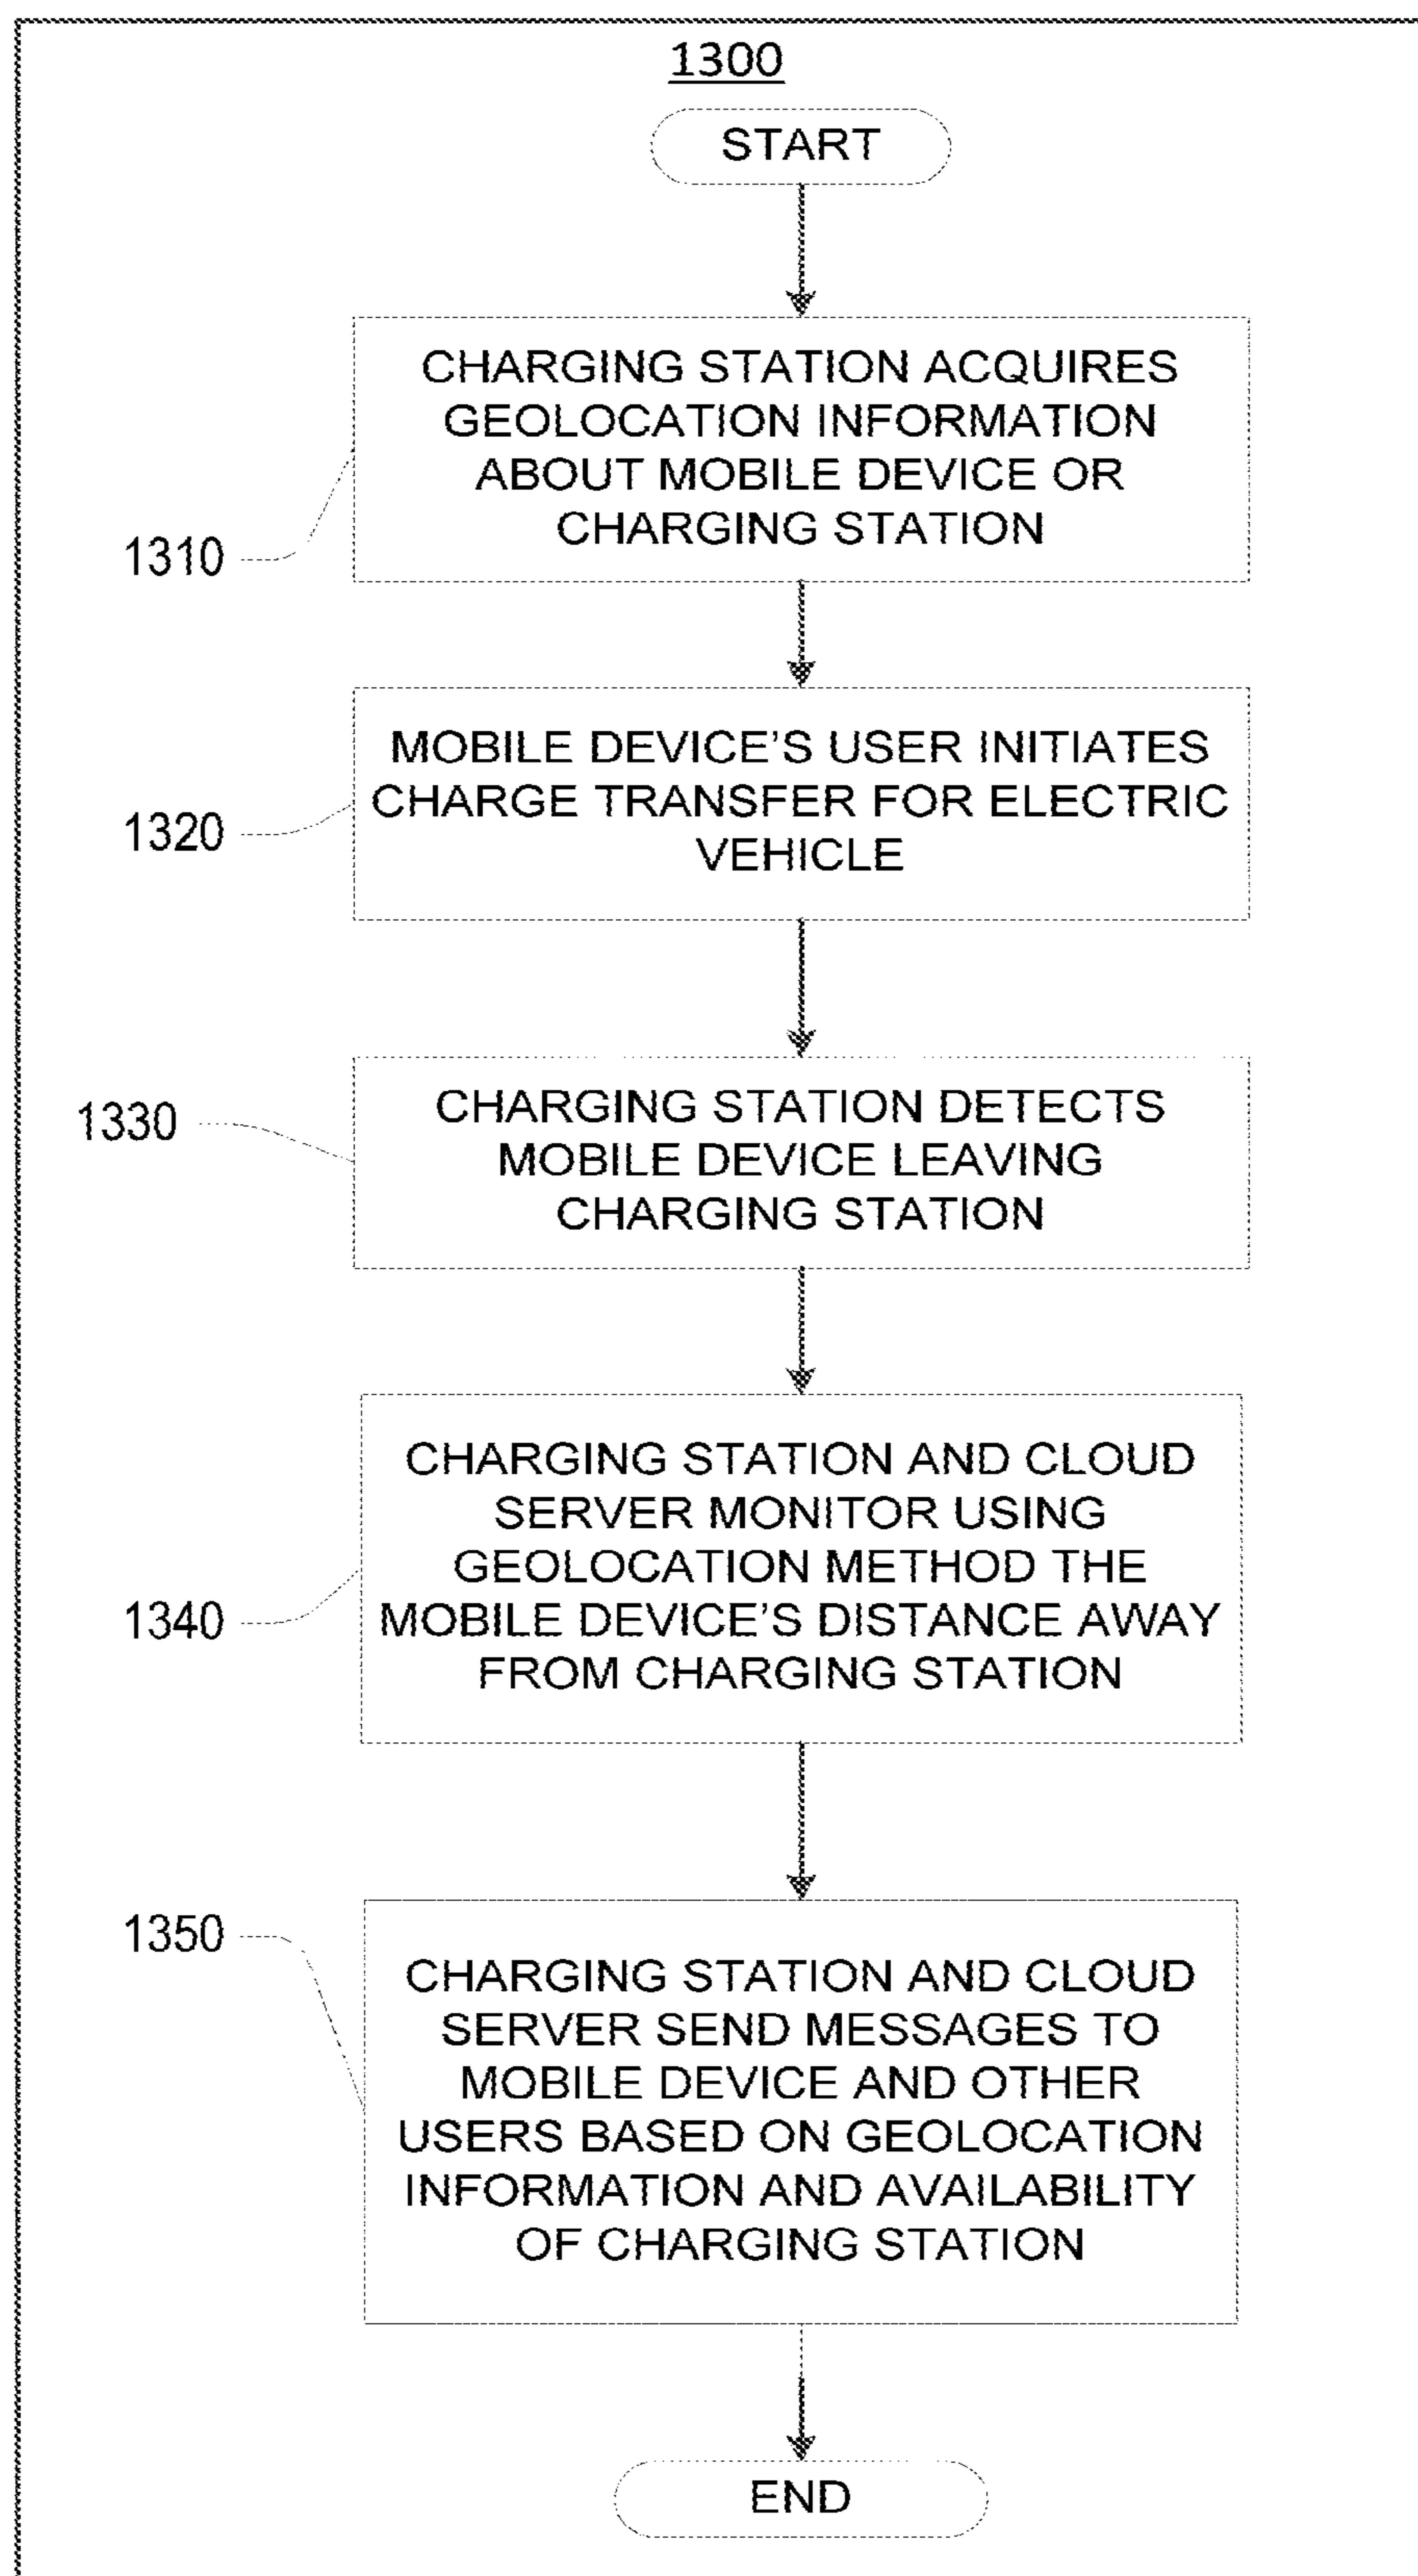 1300
START
CHARGING STATION ACQUIRES
GEOLOCATION INFORMATION
ABOUT MOBILE DEVICE OR
CHARGING STATION
1310
MOBILE DEVICE’S USER INITIATES
CHARGE TRANSFER FOR ELECTRIC
VEHICLE
1320
CHARGING STATION DETECTS
MOBILE DEVICE LEAVING
CHARGING STATION
1330
CHARGING STATION AND CLOUD
SERVER MONITOR USING
GEOLOCATION METHOD THE
MOBILE DEVICE’S DISTANCE AWAY
FROM CHARGING STATION
1340
CHARGING STATION AND CLOUD
SERVER SEND MESSAGES TO
MOBILE DEVICE AND OTHER
USERS BASED ON GEOLOCATION
INFORMATION AND AVAILABILITY
OF CHARGING STATION
1350
END